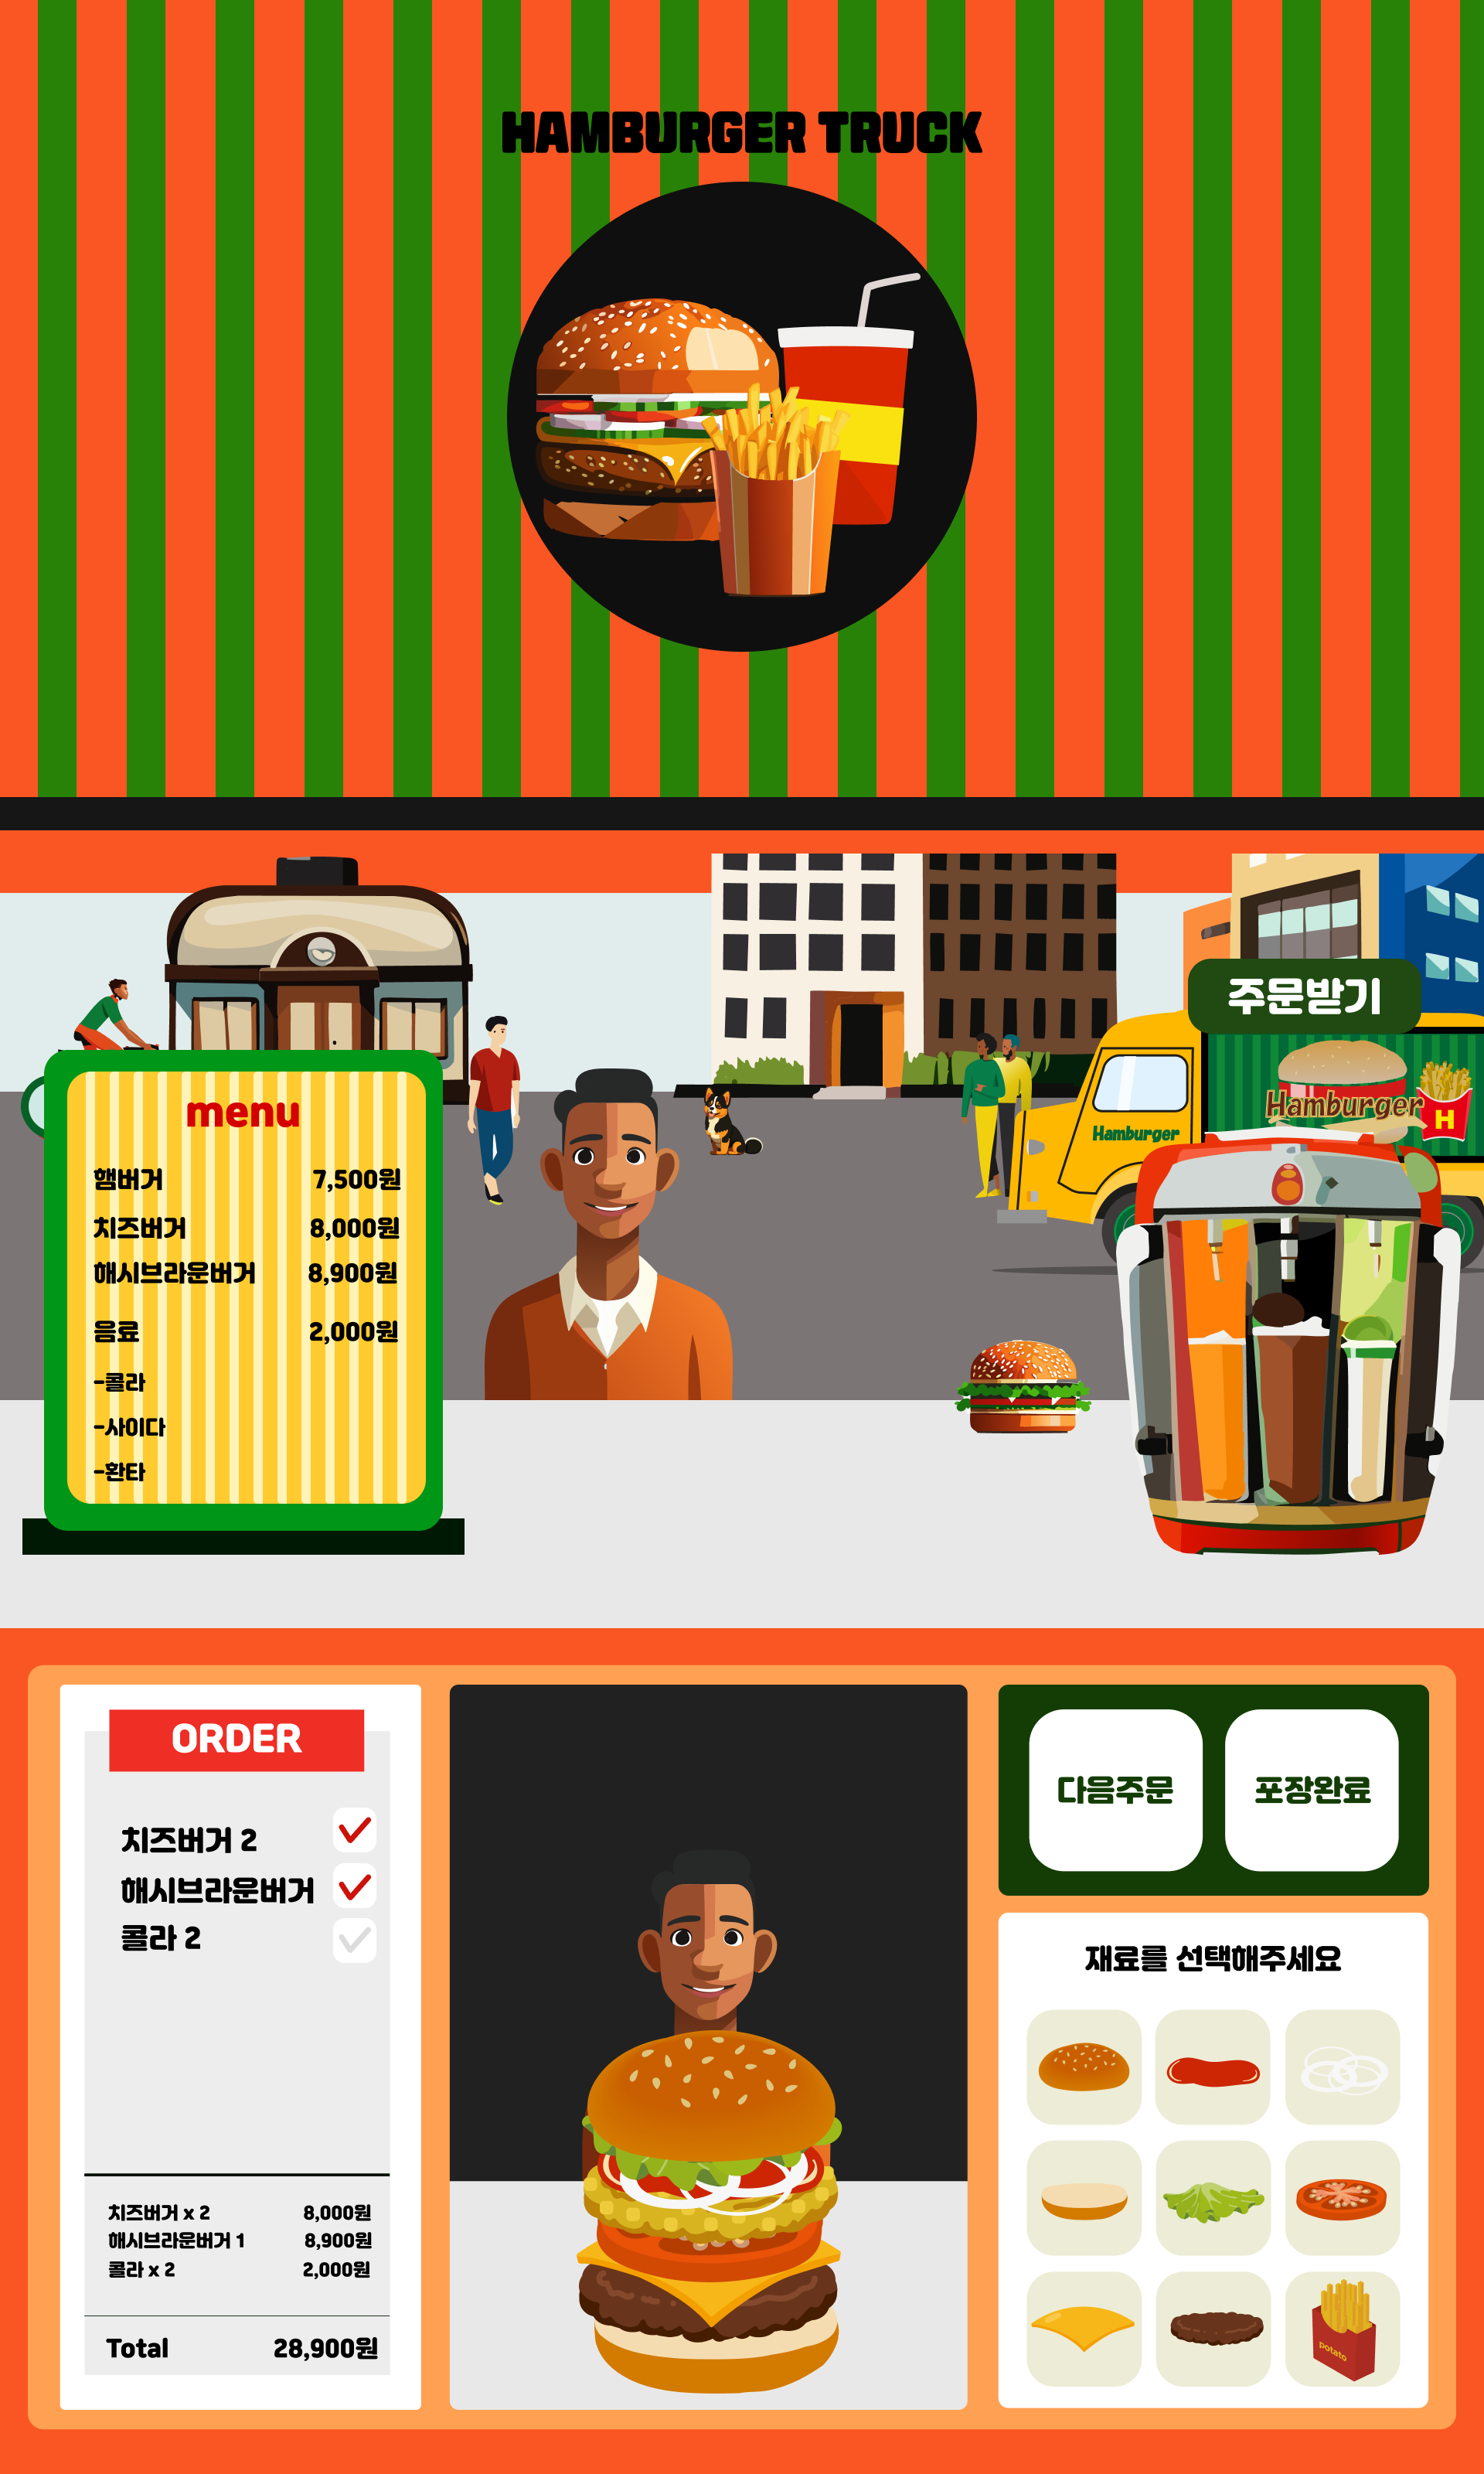 HAMBURGER TRUCK
주문받기
Hamburger
H
Hamburger
menu
햄버거 7,500원
치즈버거 8,000원
해시브라운버거 8,900원
음료 2,000원
-콜라
-사이다
-환타
ORDER
치즈버거 2
해시브라운버거
콜라 2
치즈버거 x 2 8,000원
해시브라운버거 1 8,900원
콜라 x 2 2,000원
Total 28,900원
다음주문 포장완료
재료를 선택해주세요
potato